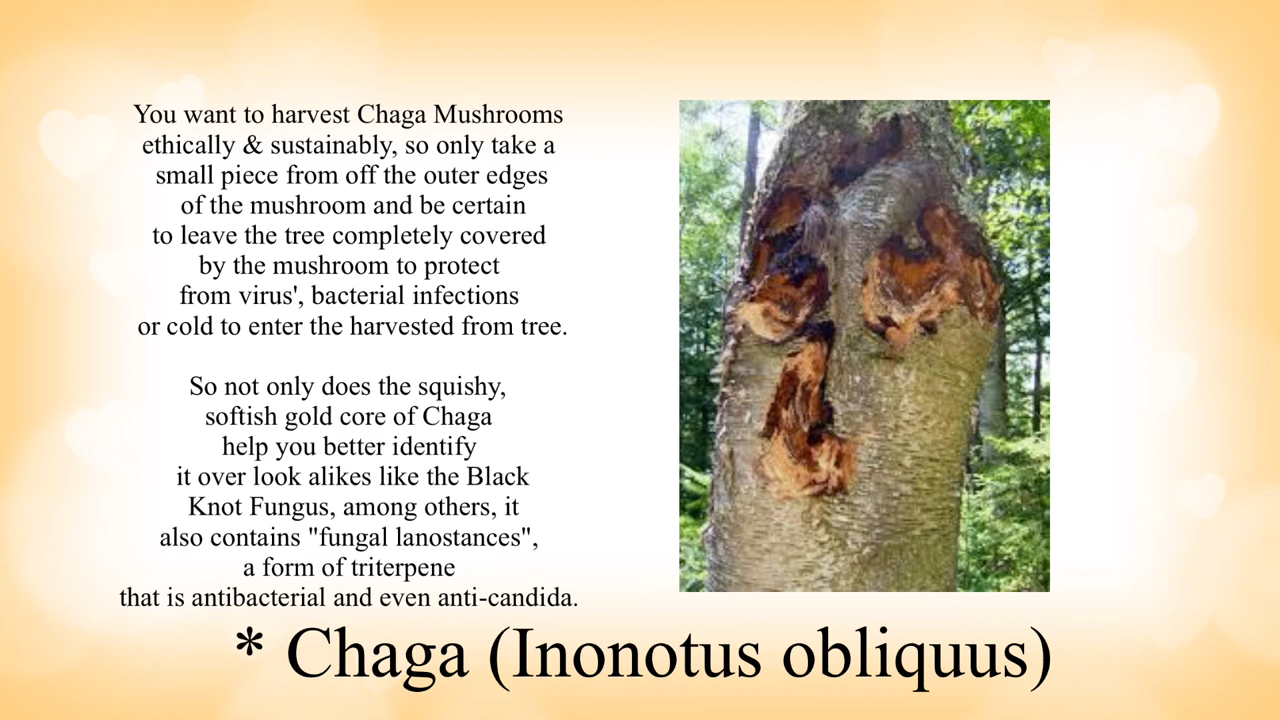 You want to harvest Chaga Mushrooms
ethically & sustainably, so only take a
small piece from off the outer edges
of the mushroom and be certain
to leave the tree completely covered
by the mushroom to protect
from virus', bacterial infections
or cold to enter the harvested from tree.
So not only does the squishy,
softish gold core of Chaga
help you better identify
it over look alikes like the Black
Knot Fungus, among others, it
also contains "fungal lanostances",
a form of triterpene
that is antibacterial and even anti-candida.
* Chaga (Inonotus obliquus)